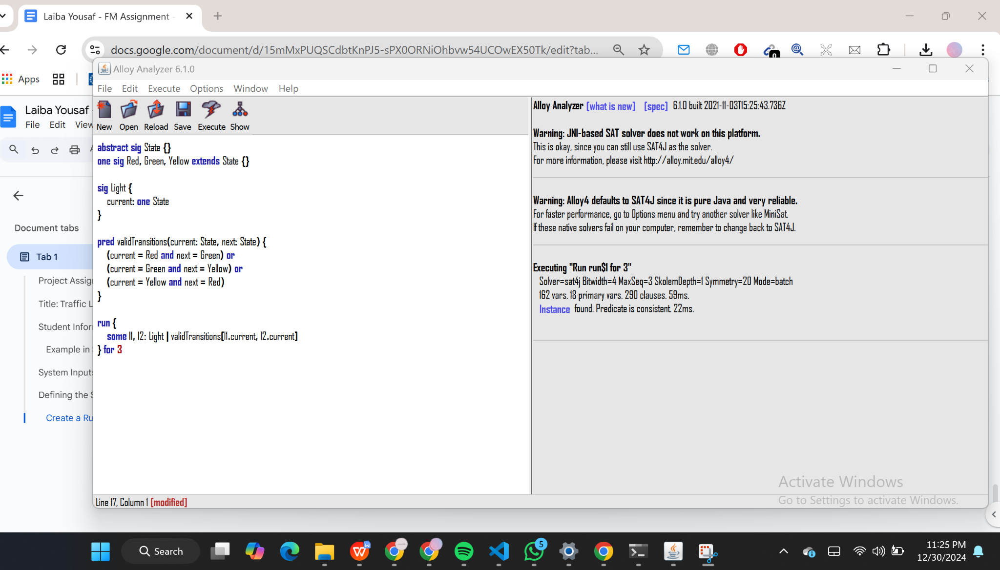 Laiba Yousaf - FM Assignment -
docs.google.com/document/d/15mMxPUQSCdbtKnPJ5-sPX0ORNiOhbvw54UCOwEX50Tk/edit?tab...
Apps
Laiba Yousaf
File Edit View
Document tabs
Tab 1
Project Assig
Title: Traffic L
Student Infor
Example in
System Input
Defining the
Create a Ru
Alloy Analyzer 6.1.0
File Edit Execute Options Window Help
New Open Reload Save Execute Show
abstract sig State {}
one sig Red, Green, Yellow extends State {}
sig Light {
current: one State
}
pred validTransitions(current: State, next: State) {
(current = Red and next = Green) or
(current = Green and next = Yellow) or
(current = Yellow and next = Red)
}
run {
some l1, l2: Light | validTransitions[l1.current, l2.current]
} for 3
Line 17, Column 1 [modified]
Alloy Analyzer [what is new] [spec] 6.1.0 built 2021-11-03T15:25:43.736Z
Warning: JNI-based SAT solver does not work on this platform.
This is okay, since you can still use SAT4J as the solver.
For more information, please visit http://alloy.mit.edu/alloy4/
Warning: Alloy4 defaults to SAT4J since it is pure Java and very reliable.
For faster performance, go to Options menu and try another solver like MiniSat.
If these native solvers fail on your computer, remember to change back to SAT4J.
Executing "Run run$1 for 3"
Solver=sat4j Bitwidth=4 MaxSeq=3 SkolemDepth=1 Symmetry=20 Mode=batch
162 vars. 18 primary vars. 290 clauses. 59ms.
Instance found. Predicate is consistent. 22ms.
Activate Windows
Go to Settings to activate Windows.
Search
5
11:25 PM
12/30/2024